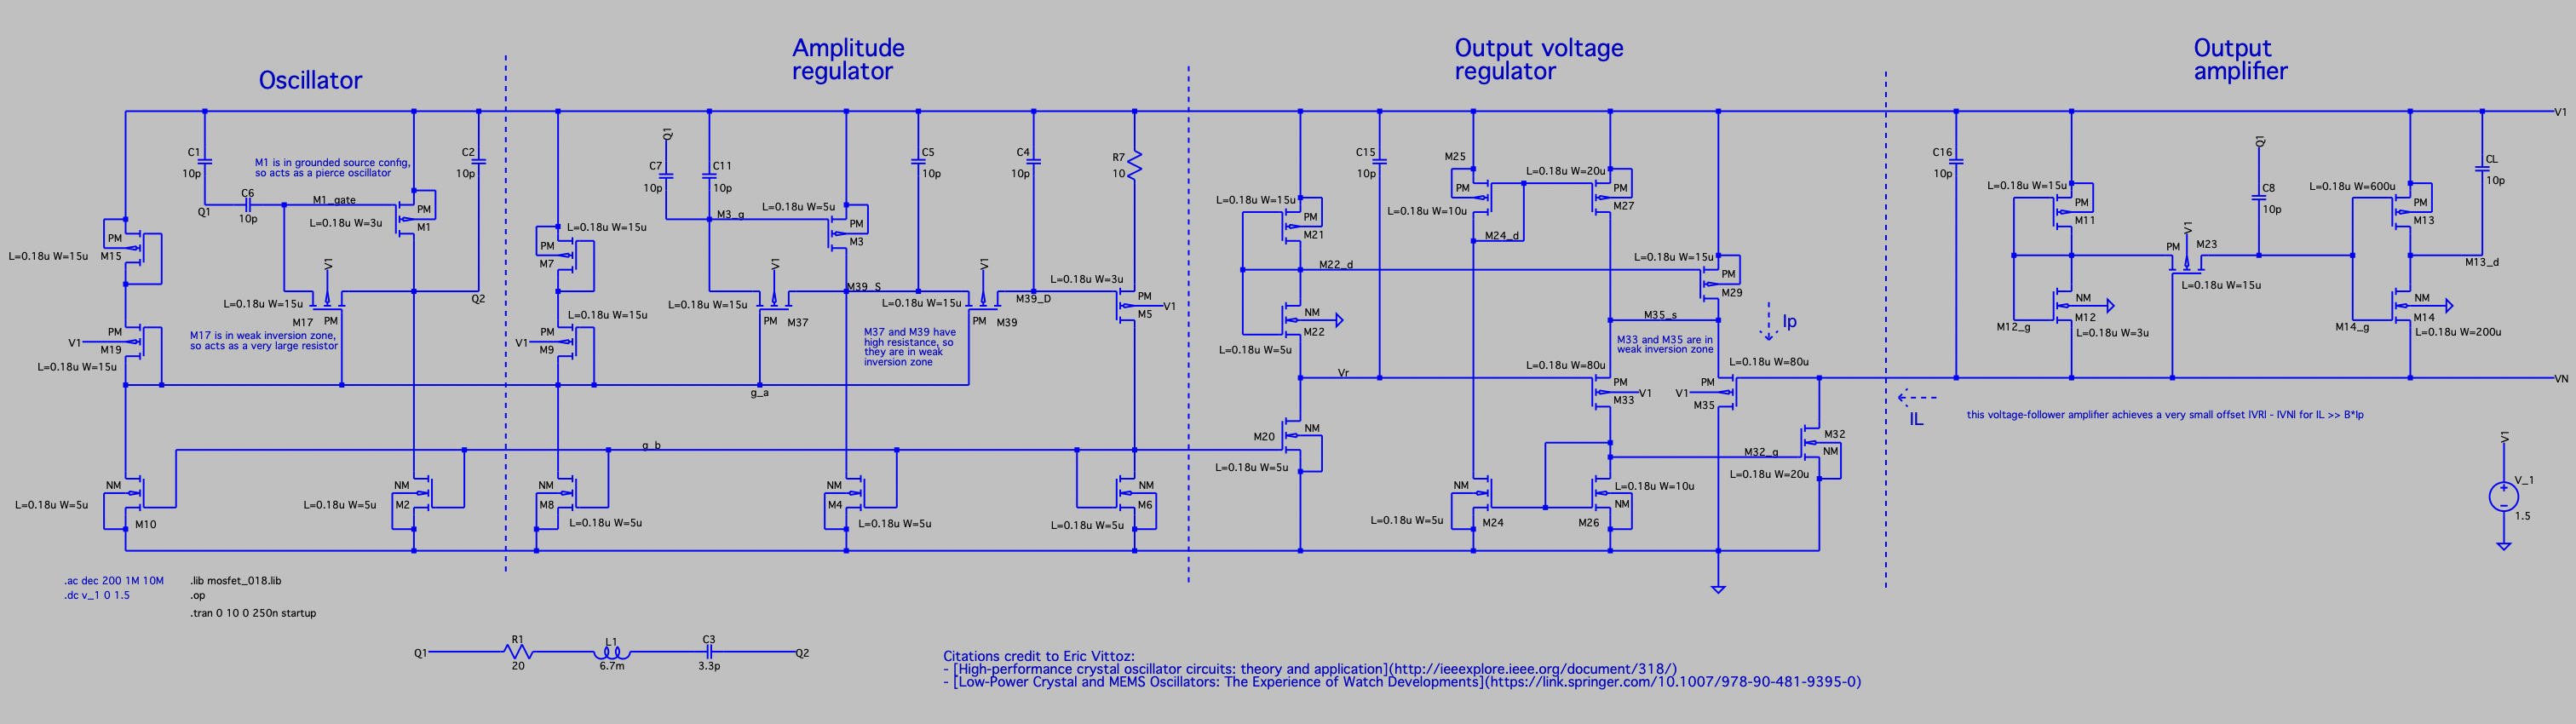 Oscillator
Amplitude
regulator
Output voltage
regulator
Output
amplifier
V1
C1
10p
M1 is in grounded source config,
so acts as a pierce oscillator
C2
10p
C6
10p
Q1
M1_gate
L=0.18u W=3u
PM
M1
PM
M15
L=0.18u W=15u
V1
L=0.18u W=15u
M17
PM
Q2
M17 is in weak inversion zone,
so acts as a very large resistor
PM
V1
M19
L=0.18u W=15u
NM
L=0.18u W=5u
M10
NM
L=0.18u W=5u
M2
Q1
C7
10p
C11
10p
M3_g
L=0.18u W=5u
PM
M3
C5
10p
C4
10p
R7
10
L=0.18u W=15u
PM
M7
V1
L=0.18u W=15u
PM
M37
M39_S
V1
L=0.18u W=15u
PM
M39
M39_D
L=0.18u W=3u
PM
V1
M5
L=0.18u W=15u
PM
V1
M9
M37 and M39 have
high resistance, so
they are in weak
inversion zone
g_a
g_b
NM
M8
L=0.18u W=5u
NM
M4
L=0.18u W=5u
NM
M6
L=0.18u W=5u
C15
10p
L=0.18u W=15u
PM
M21
M22_d
NM
M22
L=0.18u W=5u
Vr
M20
NM
L=0.18u W=5u
M25
PM
L=0.18u W=10u
M24_d
L=0.18u W=20u
PM
M27
L=0.18u W=15u
PM
M29
M35_s
Ip
M33 and M35 are in
weak inversion zone
L=0.18u W=80u
PM
V1
M33
L=0.18u W=80u
PM
V1
M35
M32
NM
M32_g
L=0.18u W=20u
NM
L=0.18u W=5u
M24
L=0.18u W=10u
NM
M26
IL
C16
10p
L=0.18u W=15u
PM
M11
NM
M12
M12_g
L=0.18u W=3u
V1
PM
M23
L=0.18u W=15u
Q1
C8
10p
L=0.18u W=600u
PM
M13
CL
10p
M13_d
NM
M14
M14_g
L=0.18u W=200u
VN
this voltage-follower amplifier achieves a very small offset |VR| - |VN| for IL >> B*Ip
V1
V_1
1.5
.ac dec 200 1M 10M
.dc v_1 0 1.5
.lib mosfet_018.lib
.op
.tran 0 10 0 250n startup
Q1
R1
20
L1
6.7m
C3
3.3p
Q2
Citations credit to Eric Vittoz:
- [High-performance crystal oscillator circuits: theory and application](http://ieeexplore.ieee.org/document/318/)
- [Low-Power Crystal and MEMS Oscillators: The Experience of Watch Developments](https://link.springer.com/10.1007/978-90-481-9395-0)